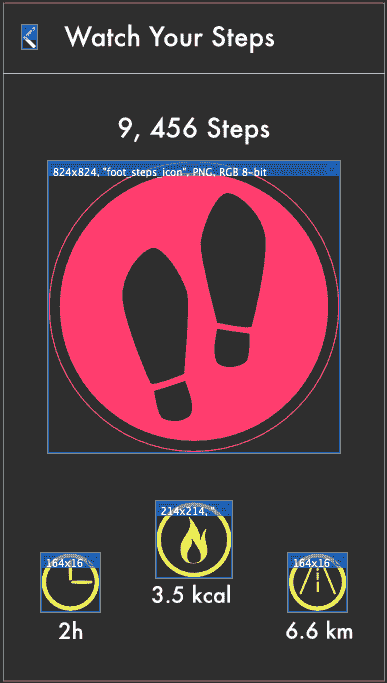 Watch Your Steps
9, 456 Steps
824x824, "foot_steps_icon", PNG, RGB 8-bit
214x214, "
164x16
164x16
3.5 kcal
2h
6.6 km